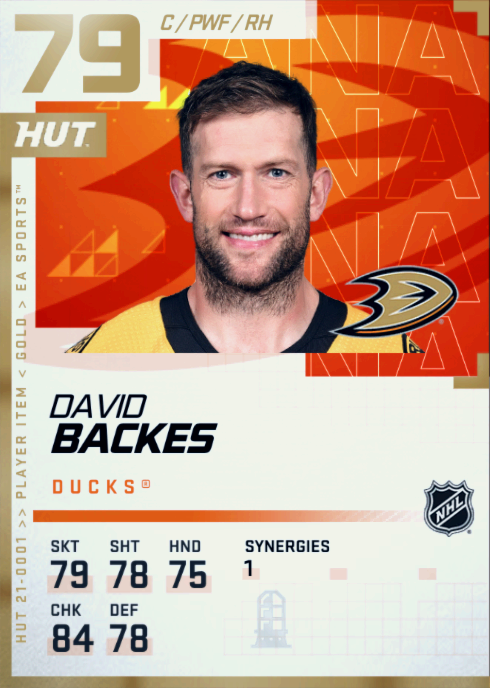 79
C / PWF / RH
HUT
ANA
ANA
ANA
ANA
HUT 21-0001 >> PLAYER ITEM < GOLD > EA SPORTS™
DAVID
BACKES
DUCKS®
NHL
SKT SHT HND SYNERGIES
79 78 75 1
CHK DEF
84 78